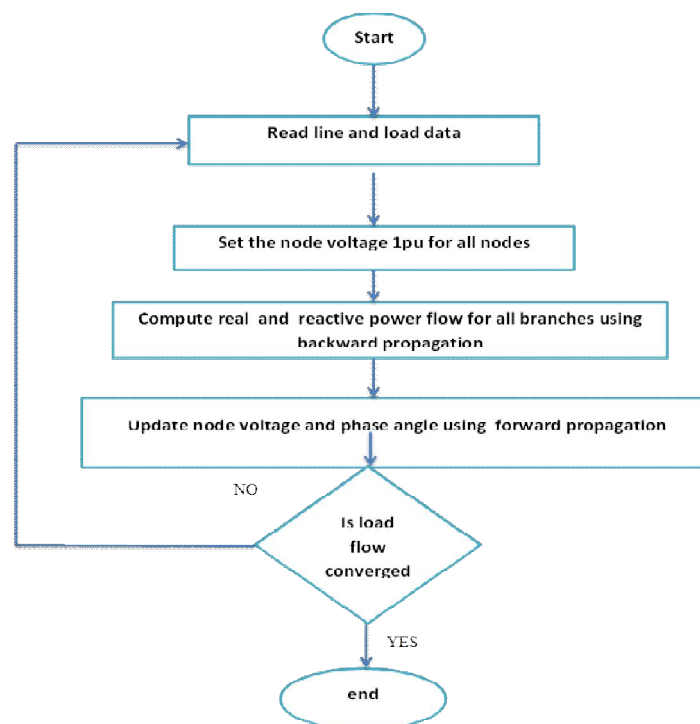 Start
Read line and load data
Set the node voltage 1pu for all nodes
Compute real and reactive power flow for all branches using
backward propagation
Update node voltage and phase angle using forward propagation
NO
Is load
flow
converged
YES
end